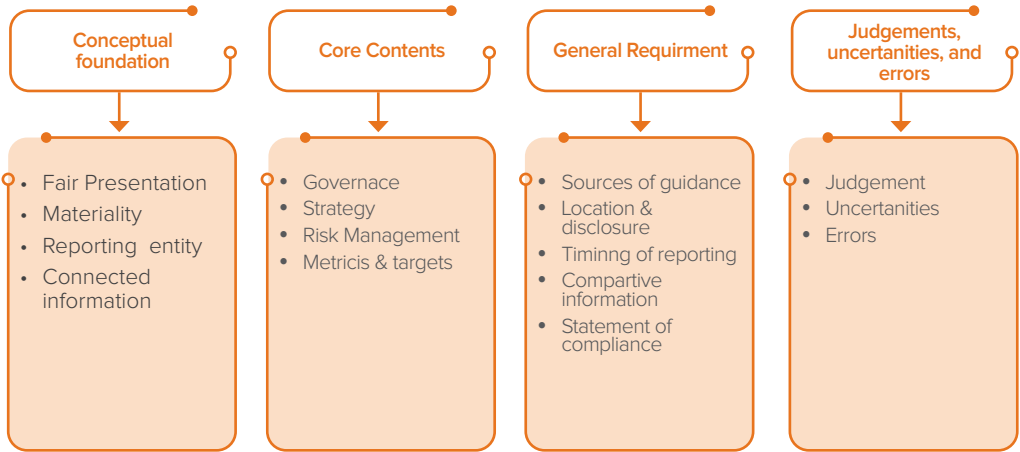 Conceptual
foundation
Core Contents
General Requirment
Judgements,
uncertanities, and
errors
• Fair Presentation
• Materiality
• Reporting entity
• Connected
information
• Governace
• Strategy
• Risk Management
• Metricis & targets
• Sources of guidance
• Location &
disclosure
• Timinng of reporting
• Compartive
information
• Statement of
compliance
• Judgement
• Uncertanities
• Errors